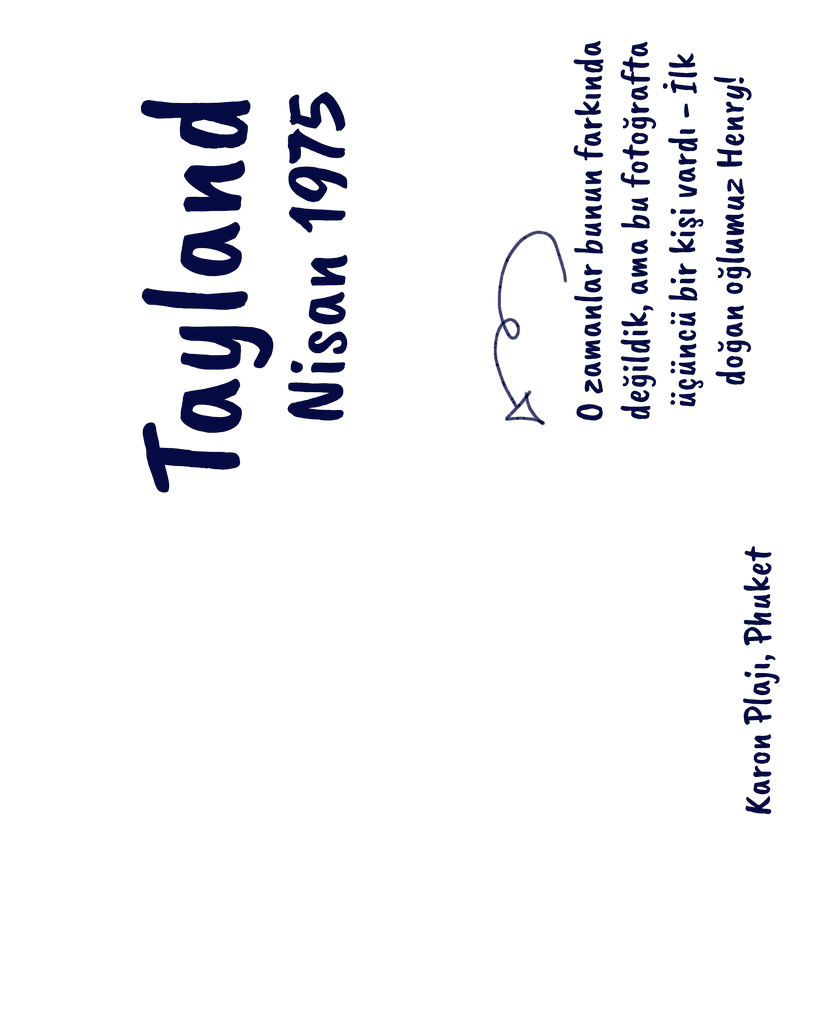 Tayland
Nisan 1975
O zamanlar bunun farkında
değildik, ama bu fotoğrafta
üçüncü bir kişi vardı - İlk
doğan oğlumuz Henry!
Karon Plajı, Phuket